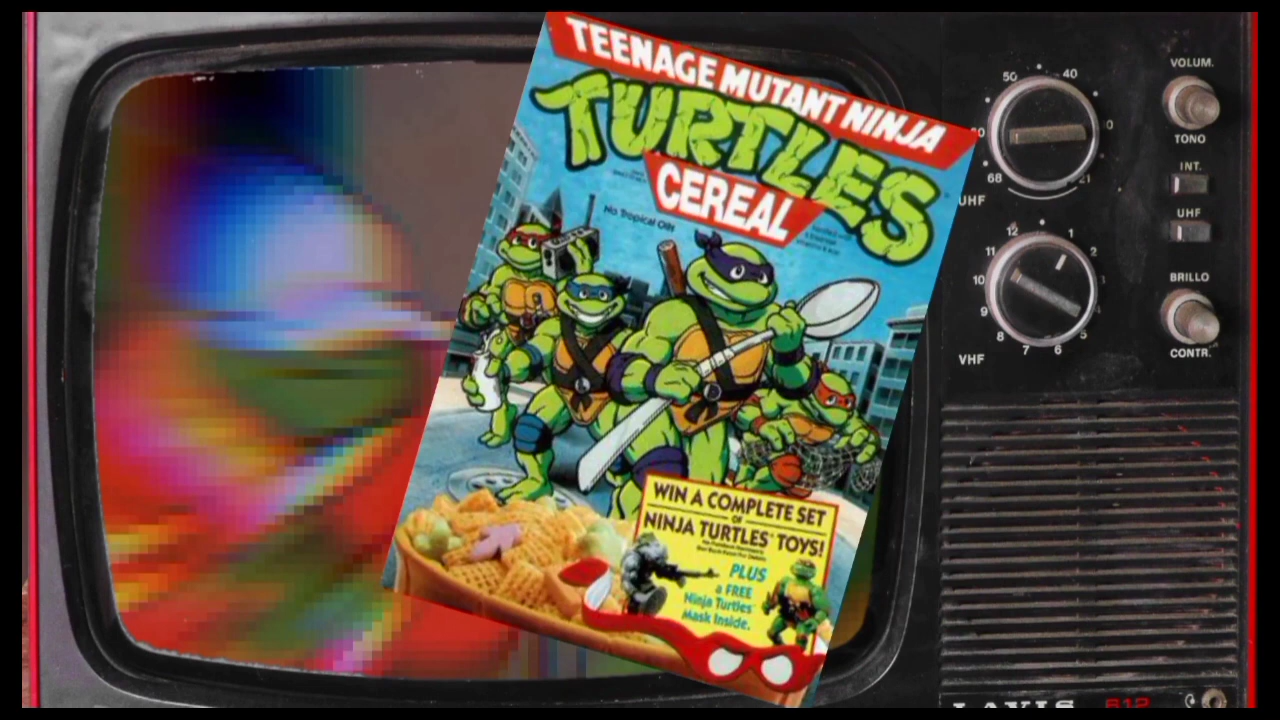 TEENAGE MUTANT NINJA
TURTLES
CEREAL
No Tropical Oils
WIN A COMPLETE SET
OF
NINJA TURTLES TOYS!
PLUS
a FREE
Ninja Turtles
Mask Inside.
50
40
68
21
UHF
12
1
11
2
10
9
8
7
6
5
VHF
VOLUM.
TONO
INT.
UHF
BRILLO
CONTR.
LAVIS 612